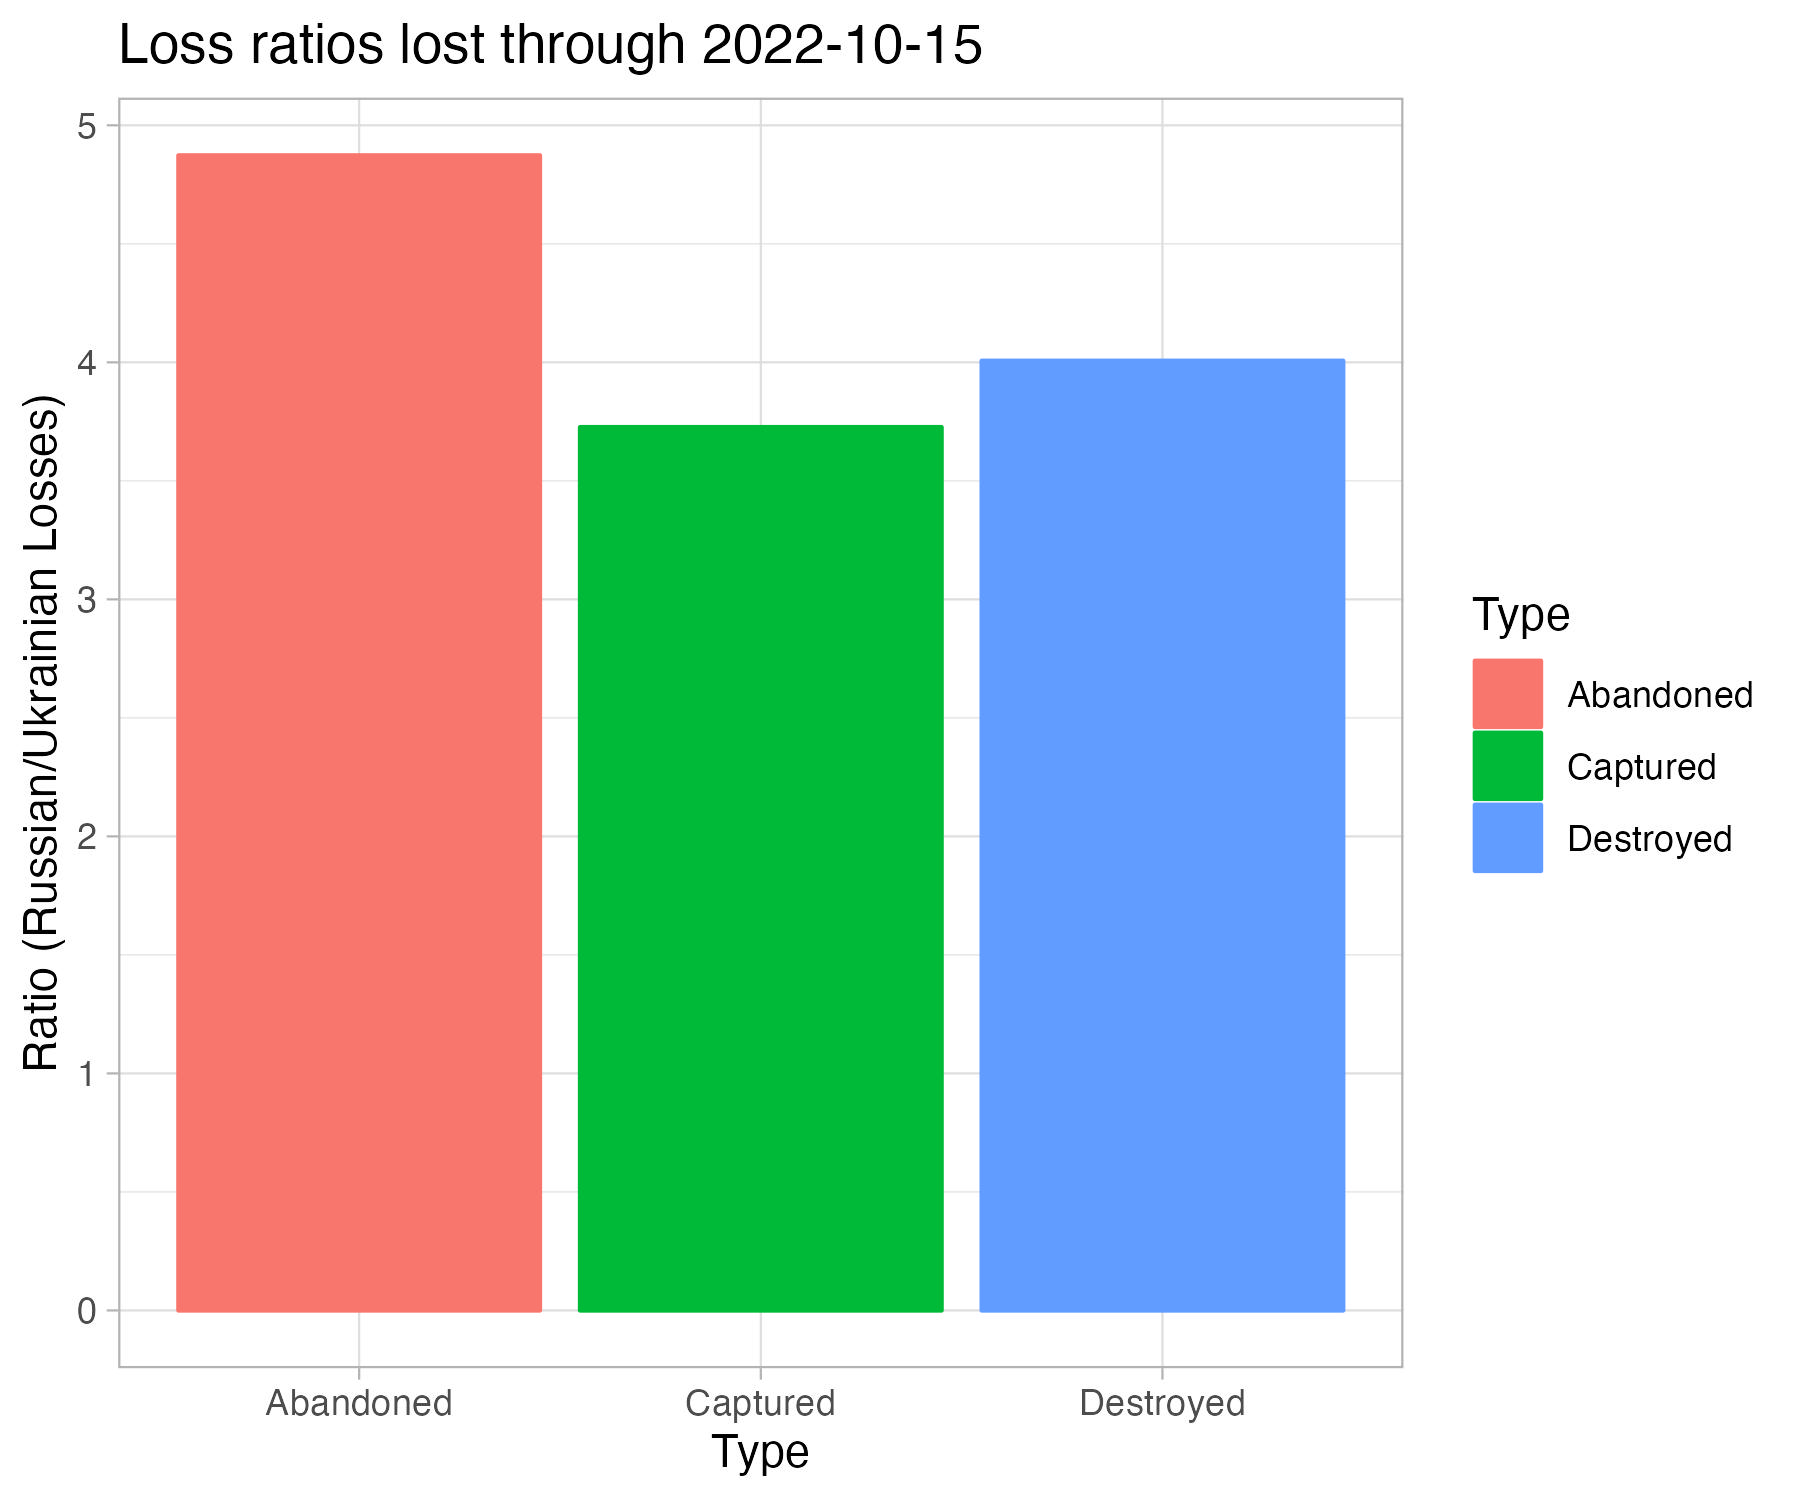 Loss ratios lost through 2022-10-15
Ratio (Russian/Ukrainian Losses)
5
4
3
2
1
0
Abandoned
Captured
Destroyed
Type
Type
Abandoned
Captured
Destroyed